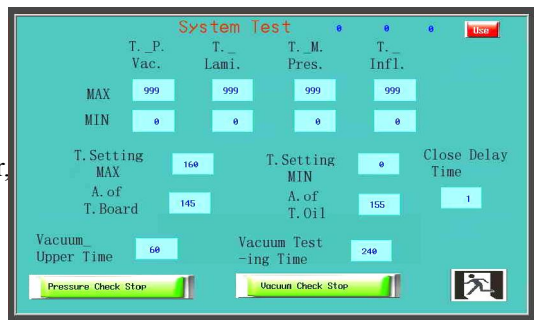 System Test 0 0 0 Use
T._P. T._ T._M. T._
Vac. Lami. Pres. Infl.
MAX 999 999 999 999
MIN 0 0 0 0
T.Setting MAX 160 T.Setting MIN 0 Close Delay Time 1
r,
A.of T.Board 145 A.of T.Oil 155
Vacuum_ Upper Time 60 Vacuum Test -ing Time 240
Pressure Check Stop Vacuum Check Stop